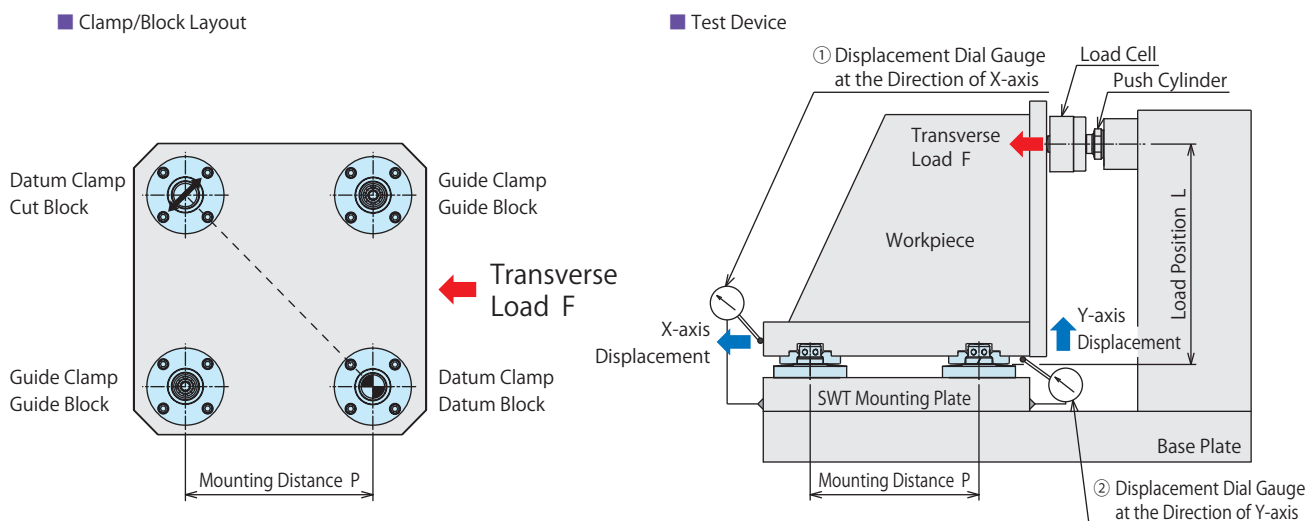 Clamp/Block Layout
Datum Clamp
Cut Block
Guide Clamp
Guide Block
Transverse
Load F
Guide Clamp
Guide Block
Datum Clamp
Datum Block
Mounting Distance P
Test Device
① Displacement Dial Gauge
at the Direction of X-axis
Load Cell
Push Cylinder
Transverse
Load F
Workpiece
Load Position L
X-axis
Displacement
Y-axis
Displacement
SWT Mounting Plate
Base Plate
Mounting Distance P
② Displacement Dial Gauge
at the Direction of Y-axis